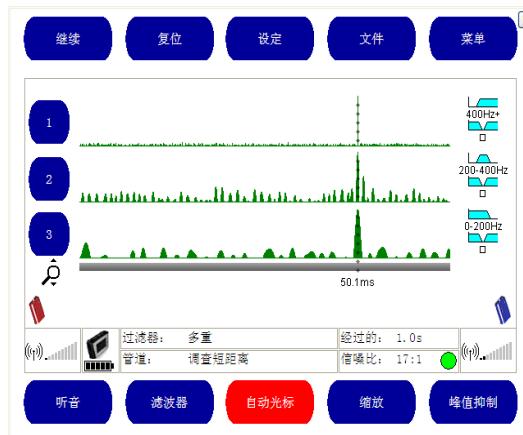 继续 复位 设定 文件 菜单
1
400Hz+
2
200-400Hz
3
0-200Hz
50.1ms
过滤器: 多重 经过的: 1.0s
管道: 调查短距离 信噪比: 17:1
听音 滤波器 自动光标 缩放 峰值抑制